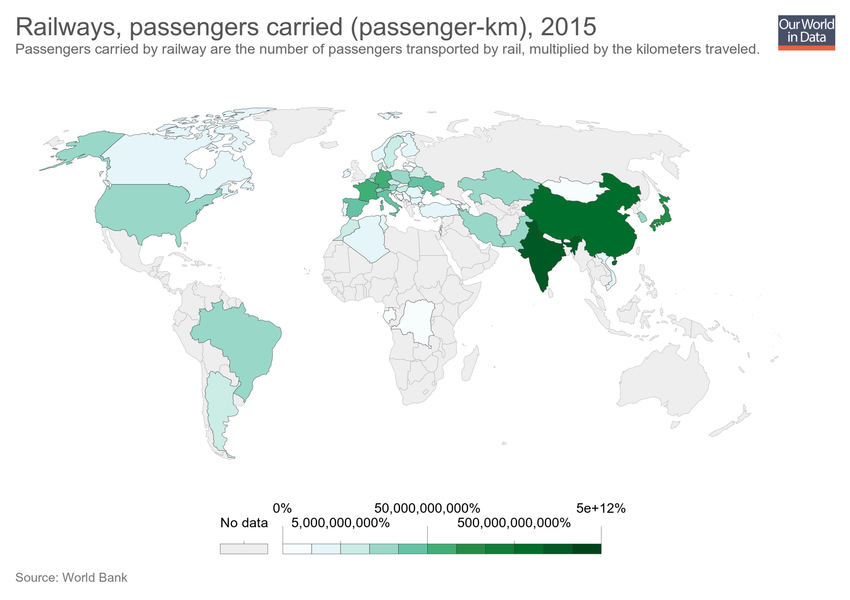 Railways, passengers carried (passenger-km), 2015
Passengers carried by railway are the number of passengers transported by rail, multiplied by the kilometers traveled.
Our World
in Data
0% 50,000,000,000% 5e+12%
No data 5,000,000,000% 500,000,000,000%
Source: World Bank